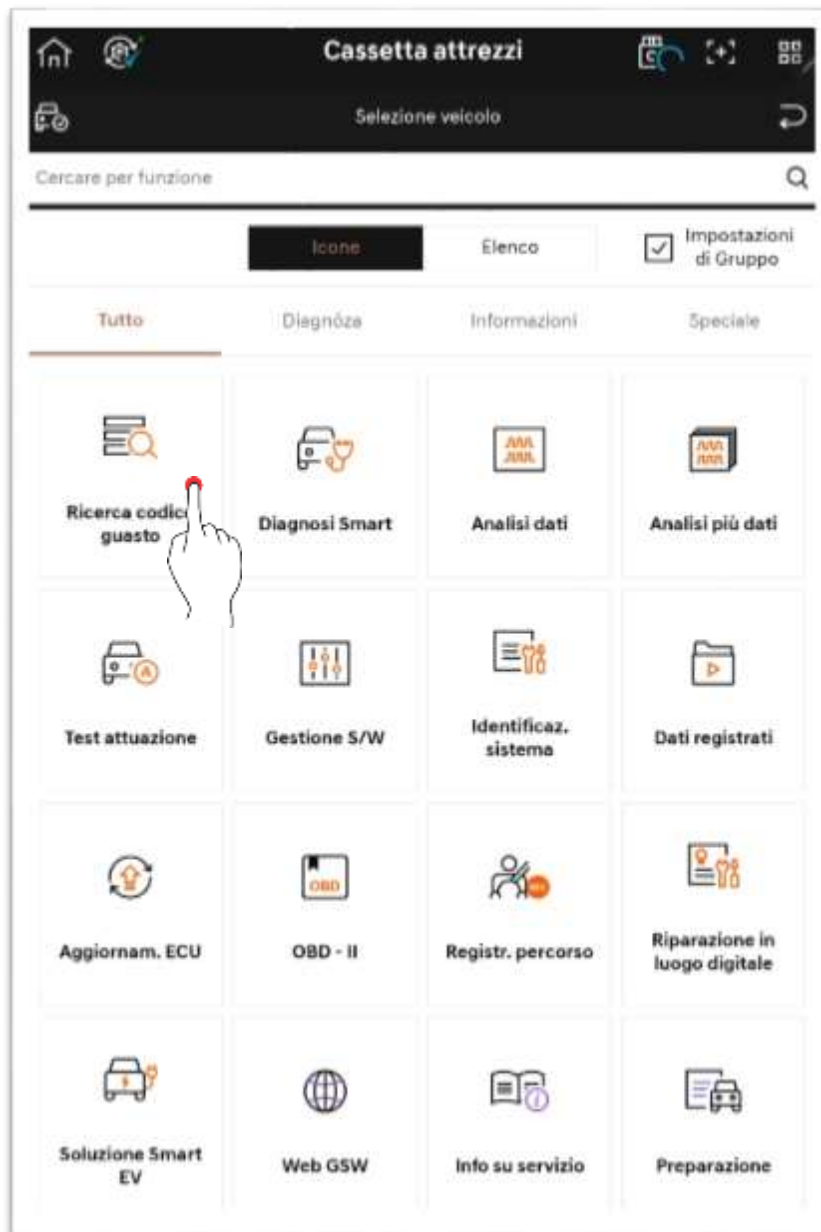 Cassetta attrezzi
Selezione veicolo
Cercare per funzione
Icone
Elenco
Impostazioni
di Gruppo
Tutto
Diagnóza
Informazioni
Speciale
Ricerca codice
guasto
Diagnosi Smart
Analisi dati
Analisi più dati
Test attuazione
Gestione S/W
Identificaz.
sistema
Dati registrati
Aggiornam. ECU
OBD
OBD - II
Registr. percorso
Riparazione in
luogo digitale
Soluzione Smart
EV
Web GSW
Info su servizio
Preparazione